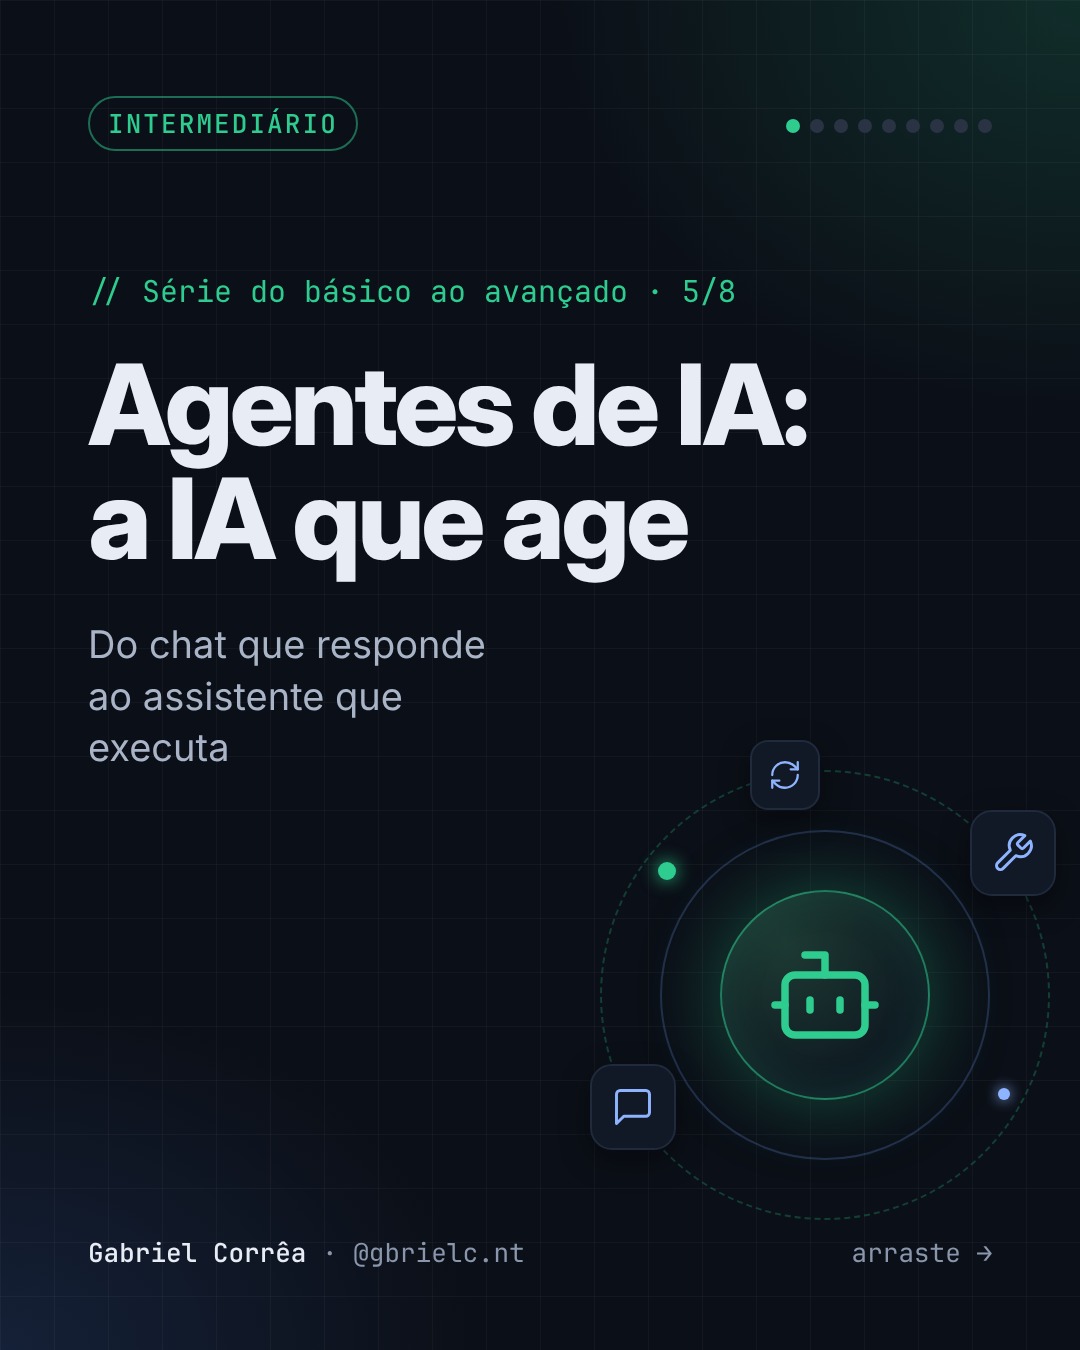 INTERMEDIÁRIO
// Série do básico ao avançado · 5/8
Agentes de IA:
a IA que age
Do chat que responde
ao assistente que
executa
Gabriel Corrêa · @gbrielc.nt
arraste →